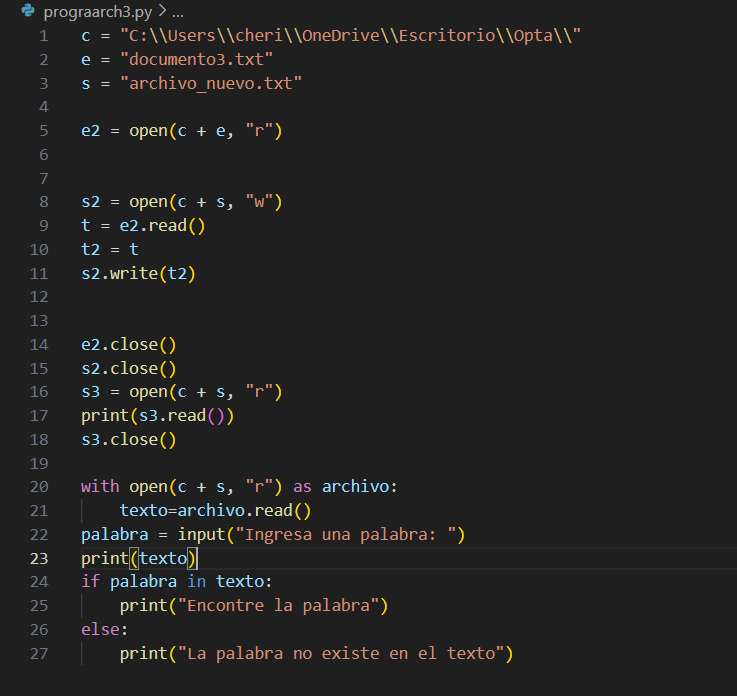 prograarch3.py > ...
1 c = "C:\\Users\\cheri\\OneDrive\\Escritorio\\Opta\\"
2 e = "documento3.txt"
3 s = "archivo_nuevo.txt"
4
5 e2 = open(c + e, "r")
6
7
8 s2 = open(c + s, "w")
9 t = e2.read()
10 t2 = t
11 s2.write(t2)
12
13
14 e2.close()
15 s2.close()
16 s3 = open(c + s, "r")
17 print(s3.read())
18 s3.close()
19
20 with open(c + s, "r") as archivo:
21     texto=archivo.read()
22 palabra = input("Ingresa una palabra: ")
23 print(texto)
24 if palabra in texto:
25     print("Encontre la palabra")
26 else:
27     print("La palabra no existe en el texto")